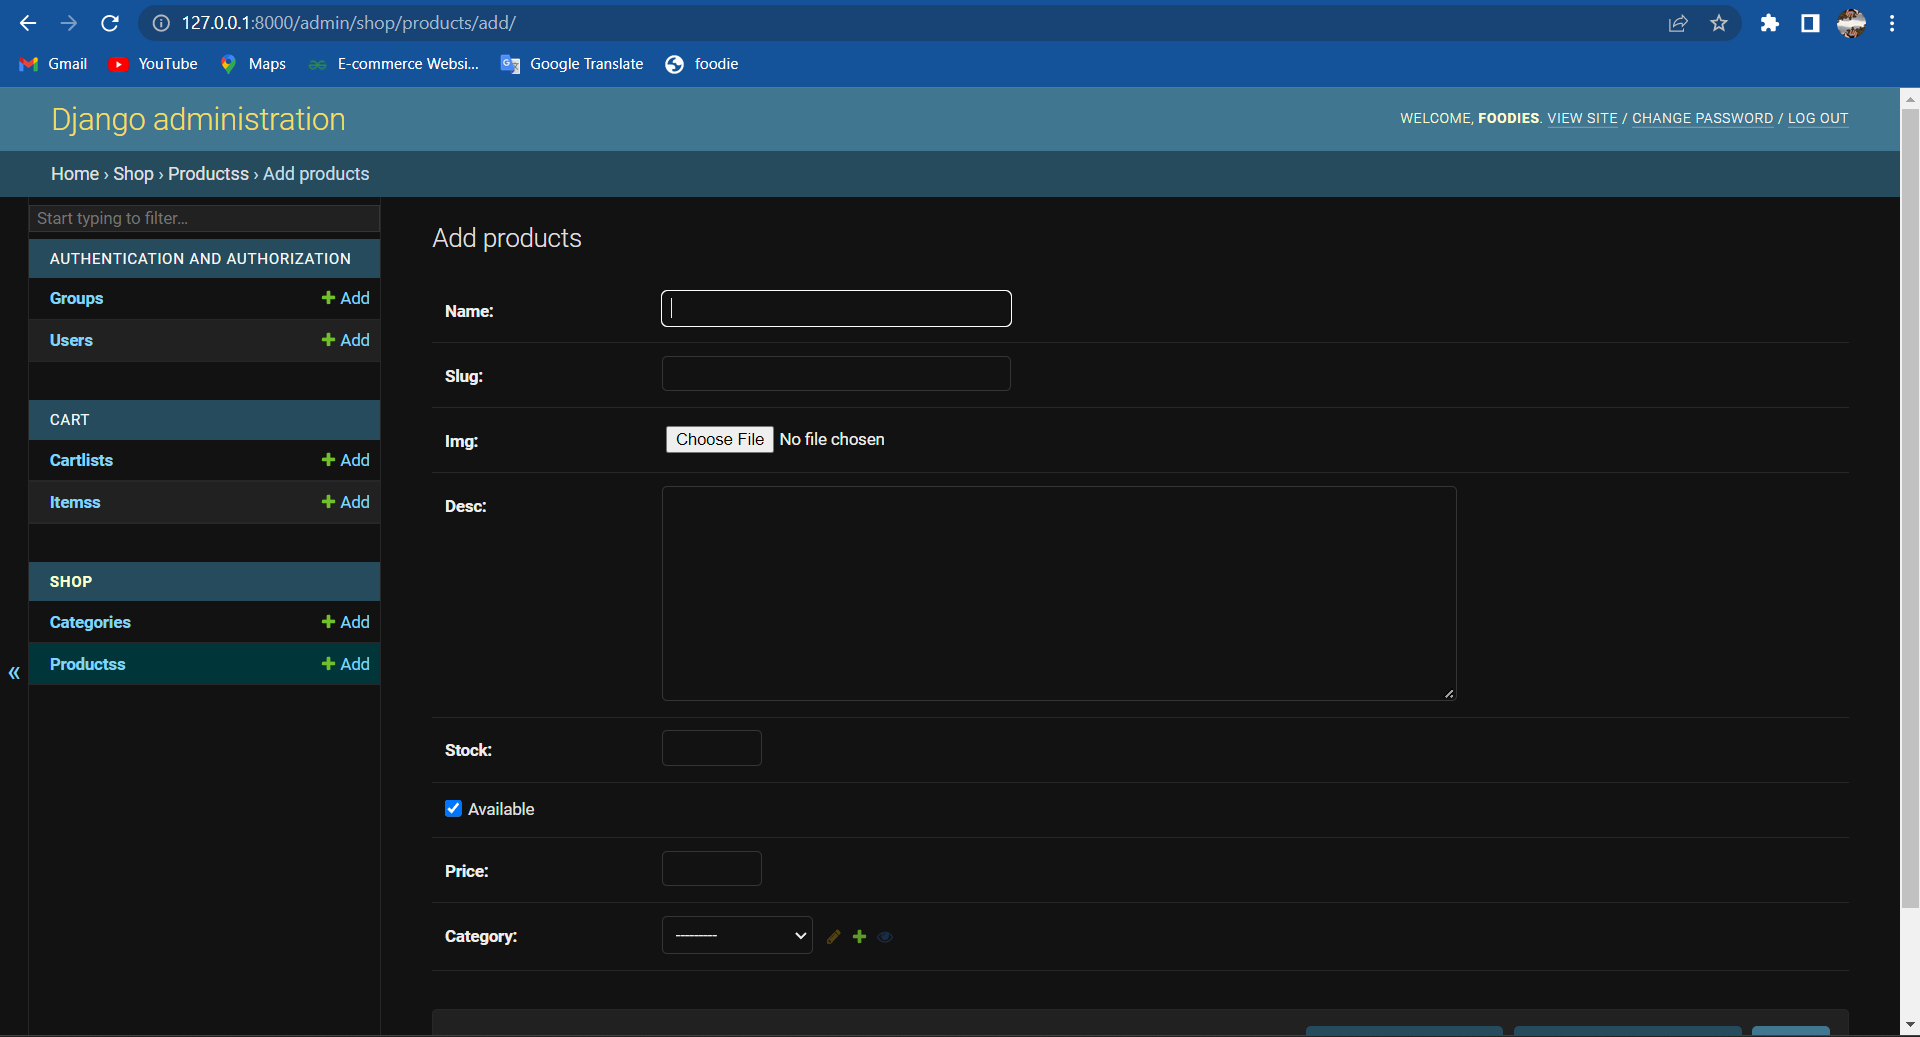 127.0.0.1:8000/admin/shop/products/add/
Gmail YouTube Maps E-commerce Websi... Google Translate foodie
Django administration
WELCOME, FOODIES. VIEW SITE / CHANGE PASSWORD / LOG OUT
Home › Shop › Productss › Add products
Start typing to filter...
AUTHENTICATION AND AUTHORIZATION
Groups Add
Users Add
CART
Cartlists Add
Itemss Add
SHOP
Categories Add
Productss Add
«
Add products
Name:
Slug:
Img: Choose File No file chosen
Desc:
Stock:
Available
Price:
Category: ---------